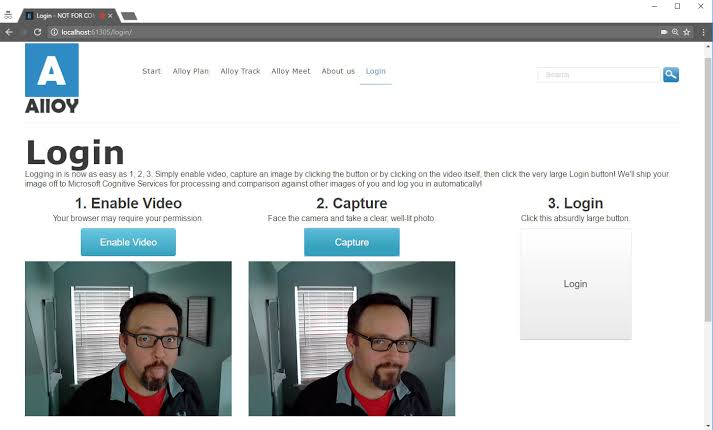 Login - NOT FOR COM
localhost:61305/login/
A
AllOY
Start Alloy Plan Alloy Track Alloy Meet About us Login
Search
Login
Logging in is now as easy as 1, 2, 3. Simply enable video, capture an image by clicking the button or by clicking on the video itself, then click the very large Login button! We'll ship your
image off to Microsoft Cognitive Services for processing and comparison against other images of you and log you in automatically!
1. Enable Video
Your browser may require your permission.
Enable Video
2. Capture
Face the camera and take a clear, well-lit photo.
Capture
3. Login
Click this absurdly large button.
Login